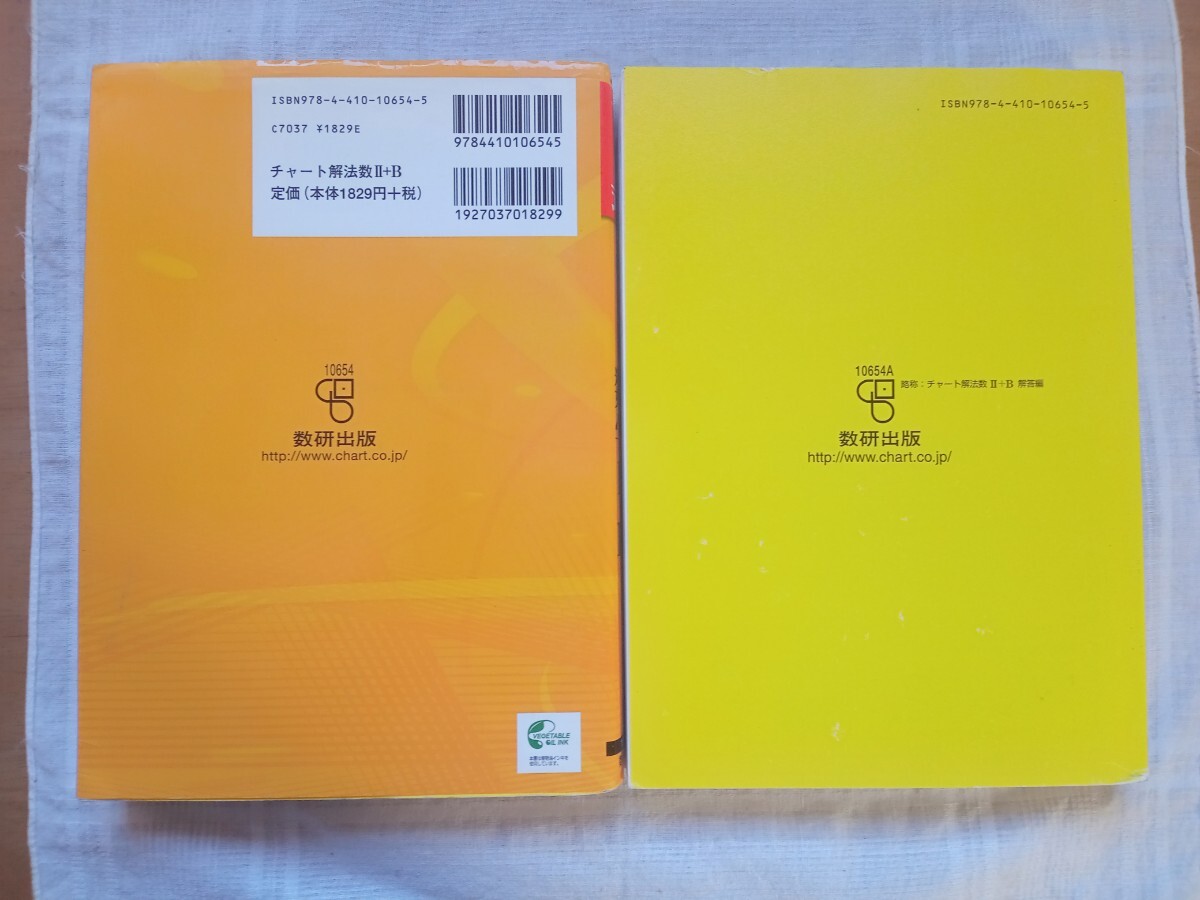 ISBN978-4-410-10654-5
C7037 ¥1829E
9784410106545
チャート解法数Ⅱ+B
定価(本体1829円+税)
1927037018299
10654
数研出版
http://www.chart.co.jp/
VEGETABLE
OIL INK
ISBN978-4-410-10654-5
10654A
略称:チャート解法数Ⅱ+B 解答編
数研出版
http://www.chart.co.jp/